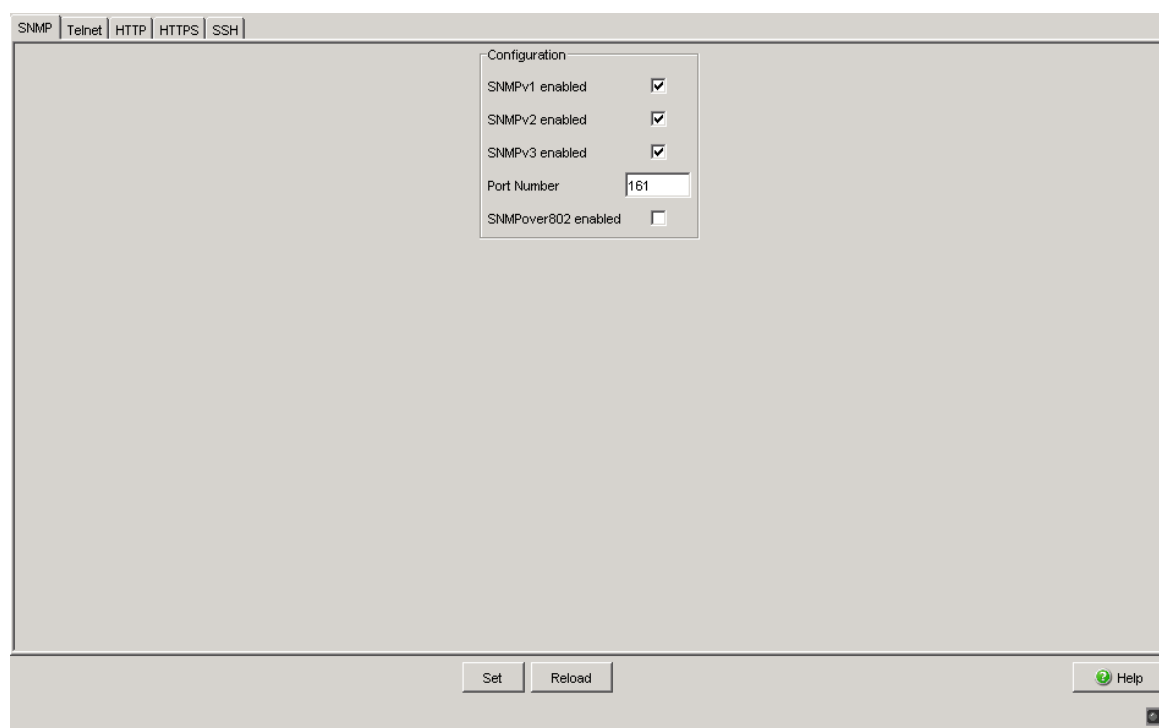 SNMP Telnet HTTP HTTPS SSH
Configuration
SNMPv1 enabled
SNMPv2 enabled
SNMPv3 enabled
Port Number 161
SNMPover802 enabled
Set Reload Help